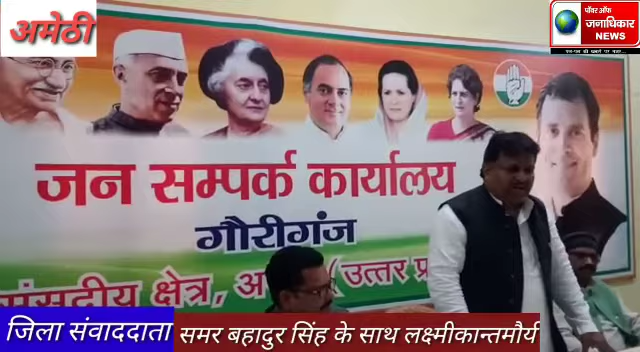 अमेठी
पॉवर ऑफ
जनाधिकार
NEWS
जन सम्पर्क कार्यालय
गौरीगंज
संसदीय क्षेत्र, (उत्तर
जिला संवाददाता समर बहादुर सिंह के साथ लक्ष्मीकान्तमौर्य